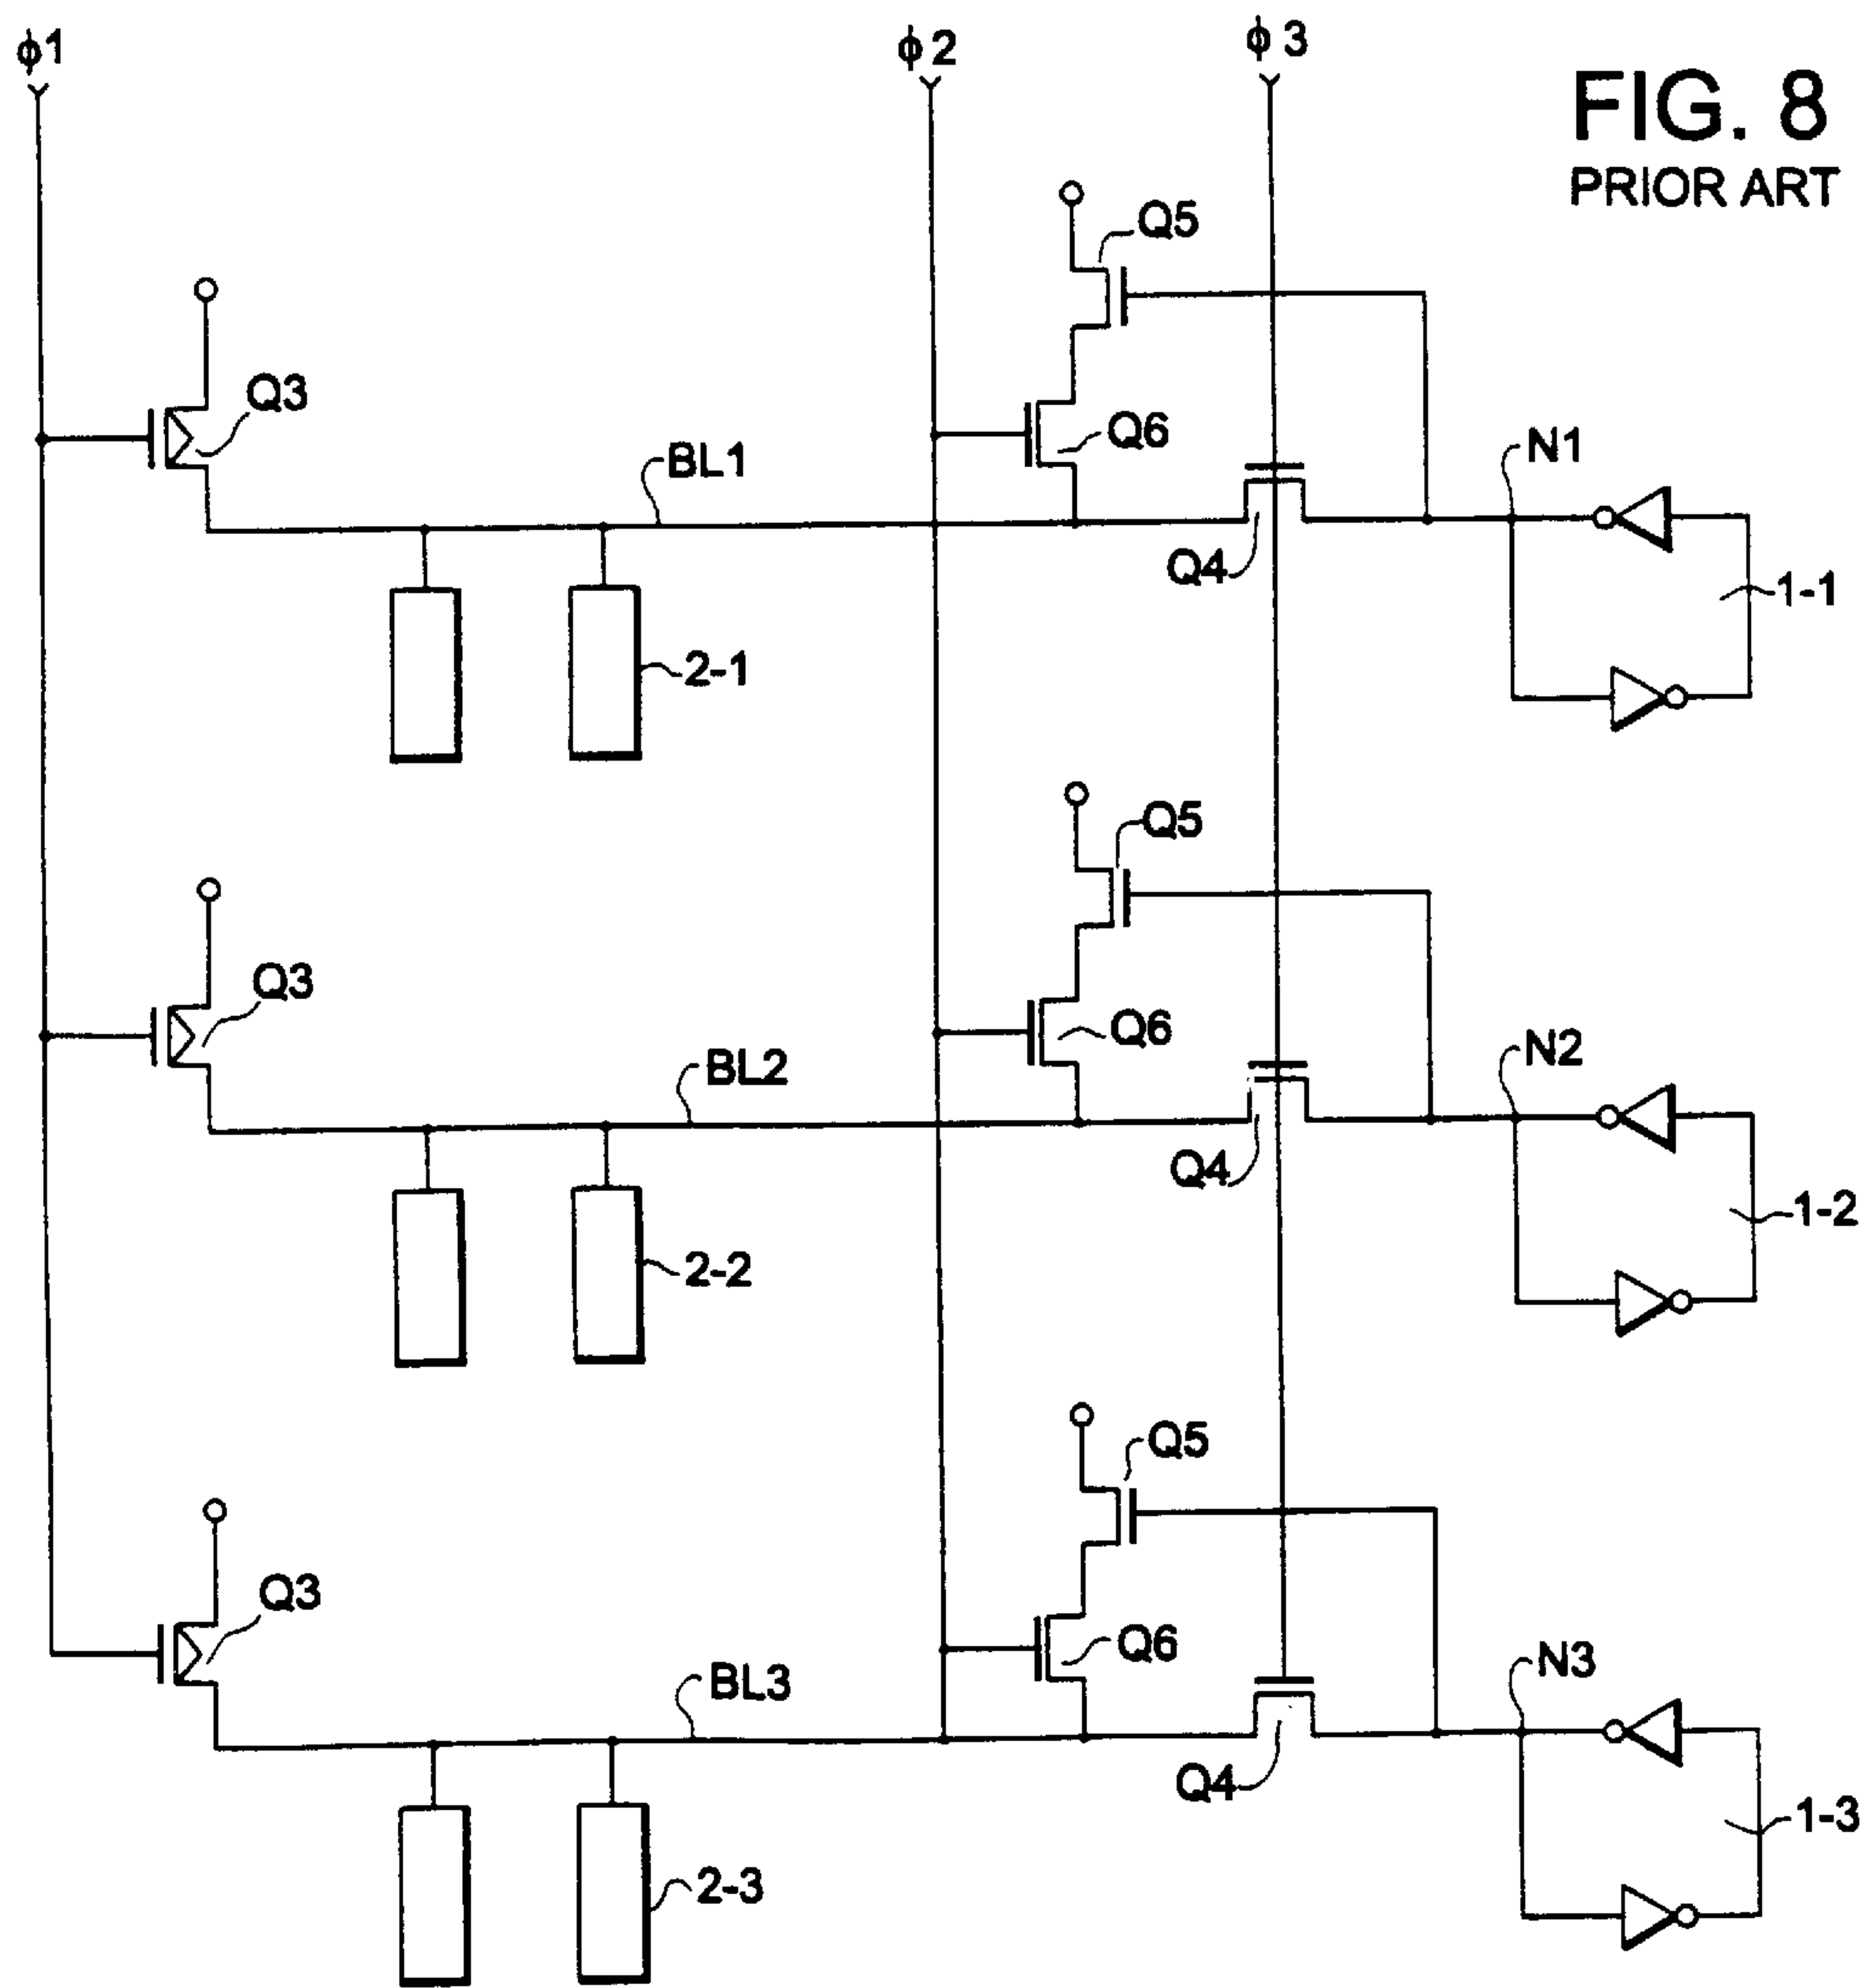 ϕ1
ϕ2
ϕ3
FIG. 8
PRIOR ART
Q5
Q3
Q6
BL1
N1
Q4
1-1
2-1
Q5
Q3
Q6
BL2
N2
Q4
1-2
2-2
Q5
Q3
Q6
BL3
N3
Q4
1-3
2-3